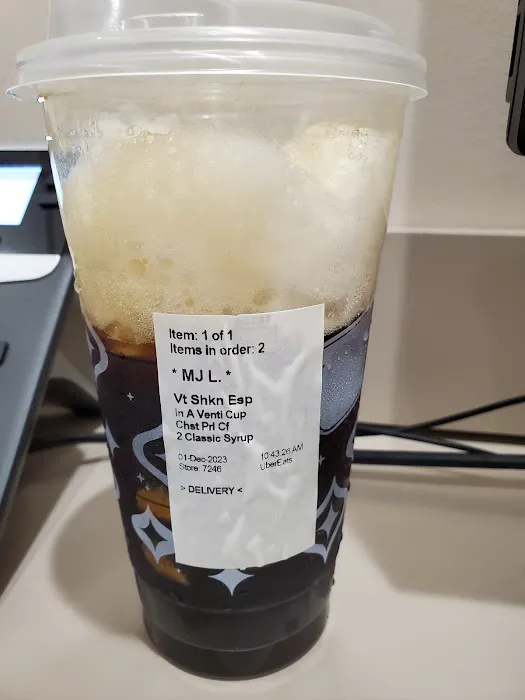 Item: 1 of 1
Items in order: 2
* MJ L. *
Vt Shkn Esp
In A Venti Cup
Chst Prl Cf
2 Classic Syrup
01-Dec-2023 10:43:26 AM
Store: 7246 UberEats
> DELIVERY <